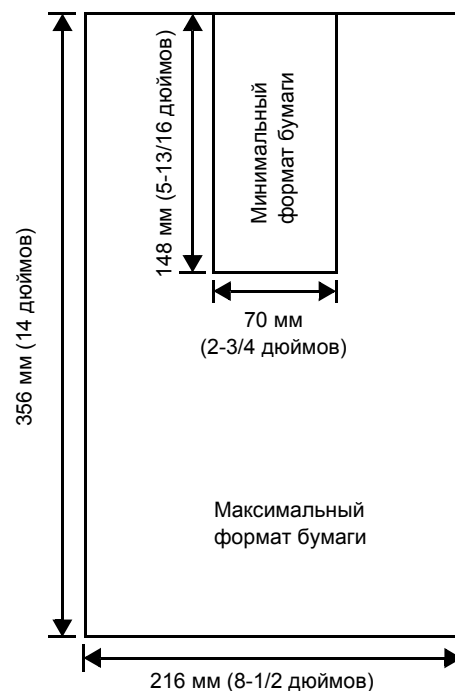 356 мм (14 дюймов)
148 мм (5-13/16 дюймов)
Минимальный
формат бумаги
70 мм
(2-3/4 дюймов)
Максимальный
формат бумаги
216 мм (8-1/2 дюймов)